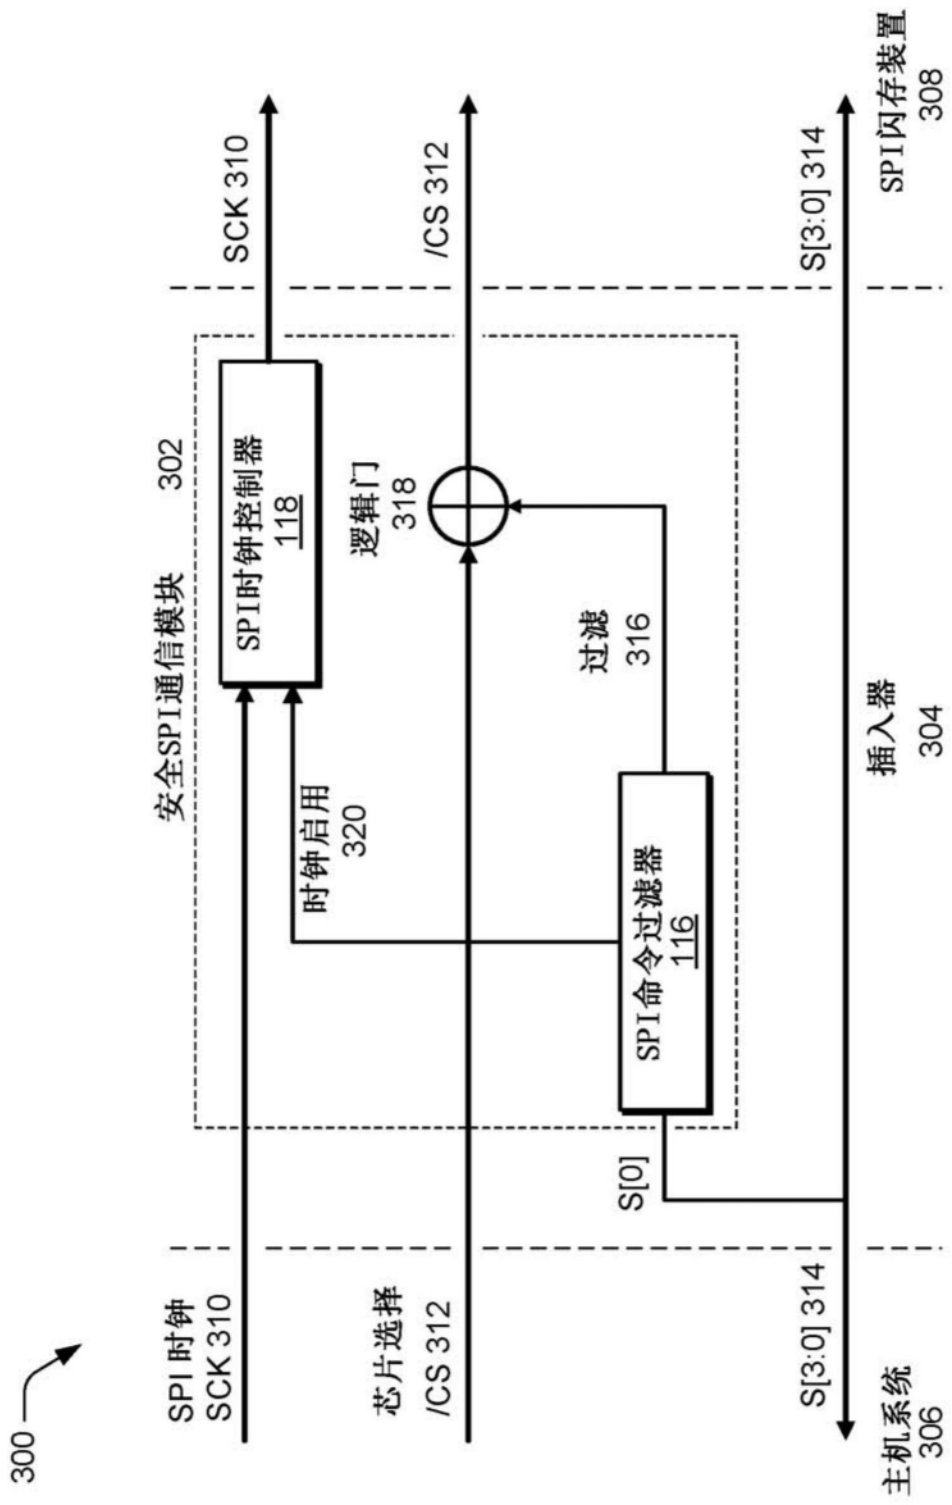 300
安全SPI通信模块
302
SPI 时钟
SCK 310
SPI时钟控制器
118
SCK 310
时钟启用
320
逻辑门
318
芯片选择
/CS 312
/CS 312
过滤
316
S[0]
SPI命令过滤器
116
S[3:0] 314
S[3:0] 314
主机系统
306
插入器
304
SPI闪存装置
308